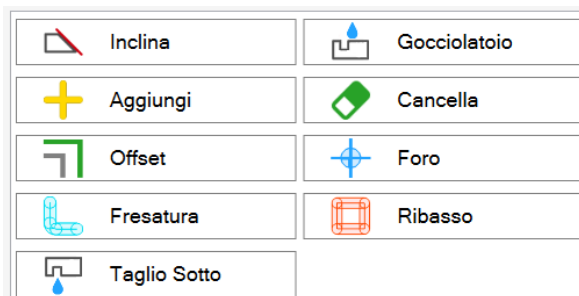 Inclina
Gocciolatoio
Aggiungi
Cancella
Offset
Foro
Fresatura
Ribasso
Taglio Sotto